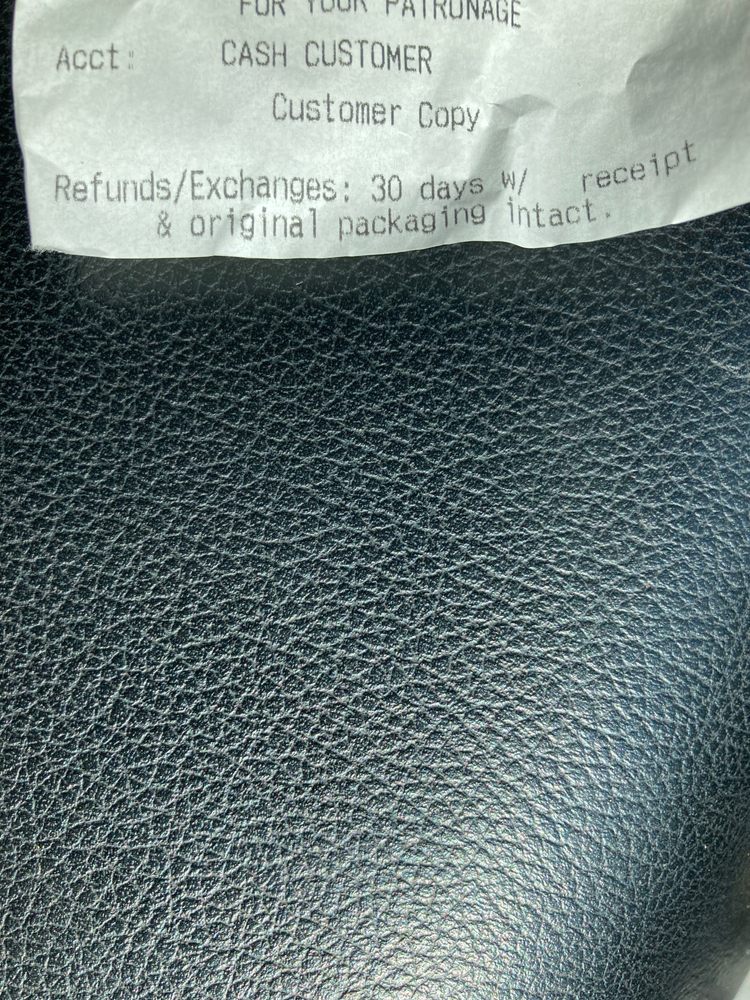 FOR YOUR PATRONAGE
Acct: CASH CUSTOMER
Customer Copy
Refunds/Exchanges: 30 days w/ receipt
& original packaging intact.